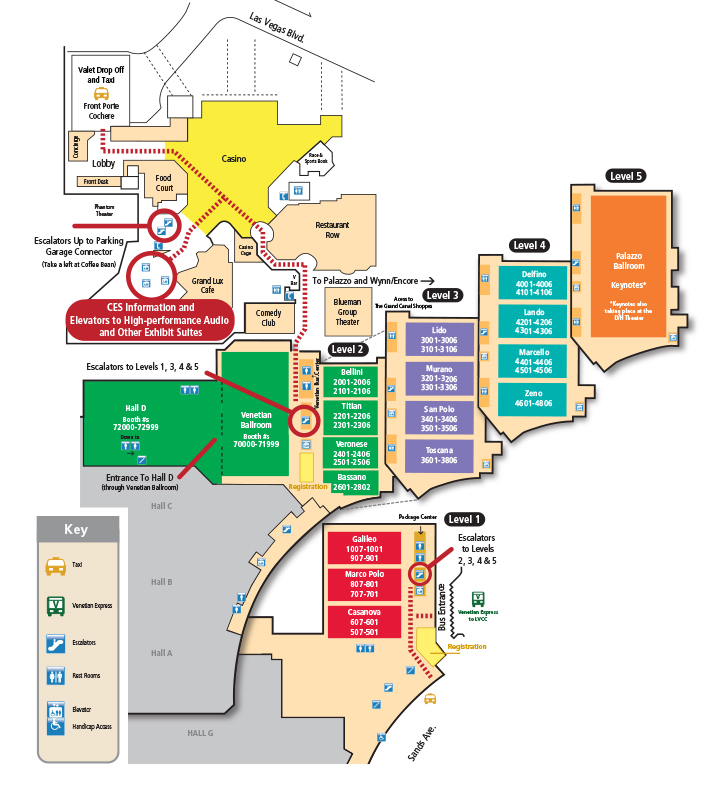 Las Vegas Blvd.
Valet Drop Off
and Taxi
Front Porte
Cochere
Concierge
Lobby
Front Desk
Food
Court
Casino
Race &
Sports Book
Phantom
Theater
Escalators Up to Parking
Garage Connector
(Take a left at Coffee Bean)
Casino
Cage
Restaurant
Row
Grand Lux
Cafe
CES Information and
Elevators to High-performance Audio
and Other Exhibit Suites
V
Bar
Comedy
Club
To Palazzo and Wynn/Encore
Blueman
Group
Theater
Access to
The Grand Canal Shoppes
Level 5
Palazzo
Ballroom
Keynotes*
*Keynotes also
taking place at the
Level 4
Delfino
4001-4006
4101-4106
Lando
4201-4206
4301-4306
Marcello
4401-4406
4501-4506
Zeno
4601-4806
Level 3
Lido
3001-3006
3101-3106
Murano
3201-3206
3301-3306
San Polo
3401-3406
3501-3506
Toscana
3601-3806
Level 2
Bellini
2001-2006
2101-2106
Titian
2201-2206
2301-2306
Veronese
2401-2406
2501-2506
Bassano
2601-2802
Escalators to Levels 1, 3, 4 & 5
Registration
Hall D
Booth #s
72000-72999
Down to
Venetian
Ballroom
Booth #s
70000-71999
Entrance To Hall D
(through Venetian Ballroom)
Hall C
Hall B
Hall A
HALL G
Package Center
Level 1
Galileo
1007-1001
907-901
Marco Polo
807-801
707-701
Casanova
607-601
507-501
Escalators
to Levels
2, 3, 4 & 5
Bus Entrance
Venetian Express
to LVCC
Registration
Sands Ave.
Key
Taxi
Venetian Express
Escalators
Rest Rooms
Elevator
Handicap Access